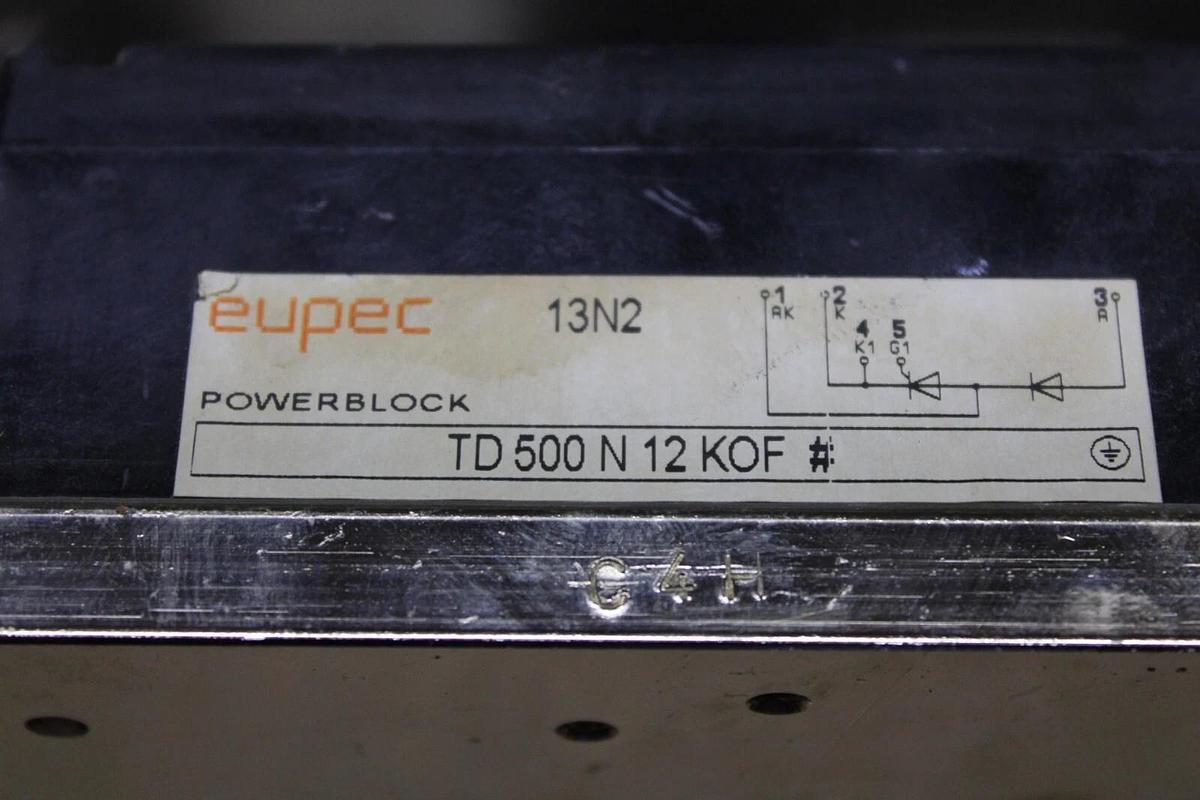 eupec 13N2
1 2 3
AK K A
4 5
K1 G1
POWERBLOCK
TD 500 N 12 KOF #
C4H